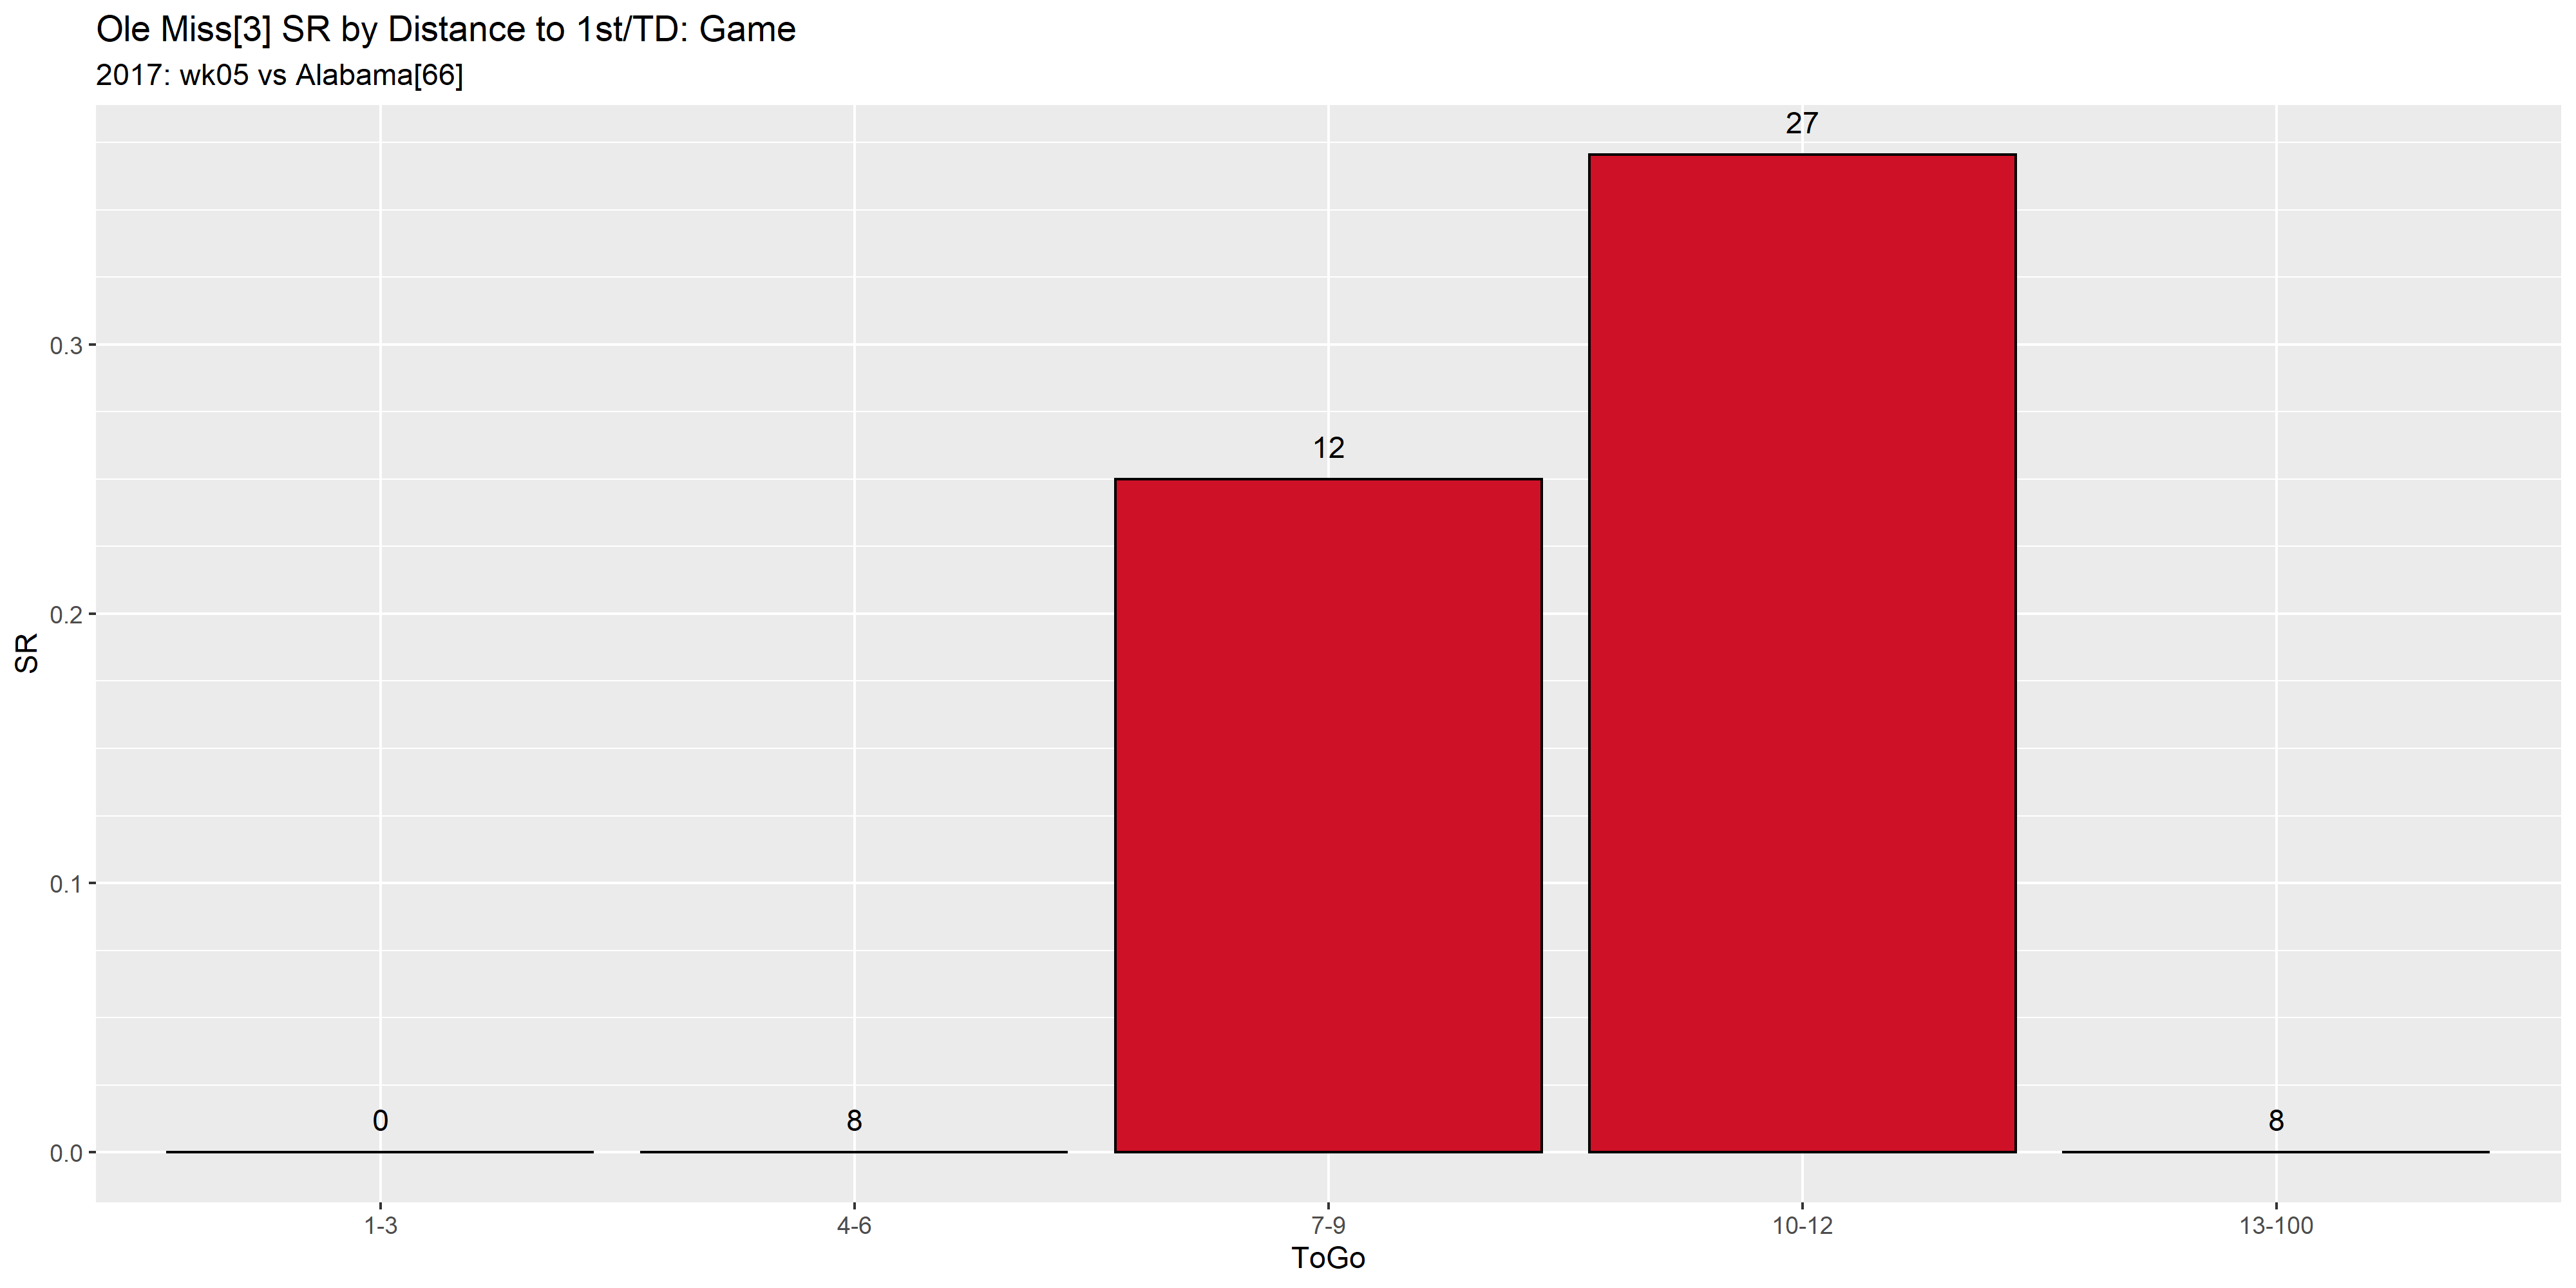 Ole Miss[3] SR by Distance to 1st/TD: Game
2017: wk05 vs Alabama[66]
27
0.3
12
0.2
SR
0.1
0 8 8
0.0
1-3 4-6 7-9 10-12 13-100
ToGo